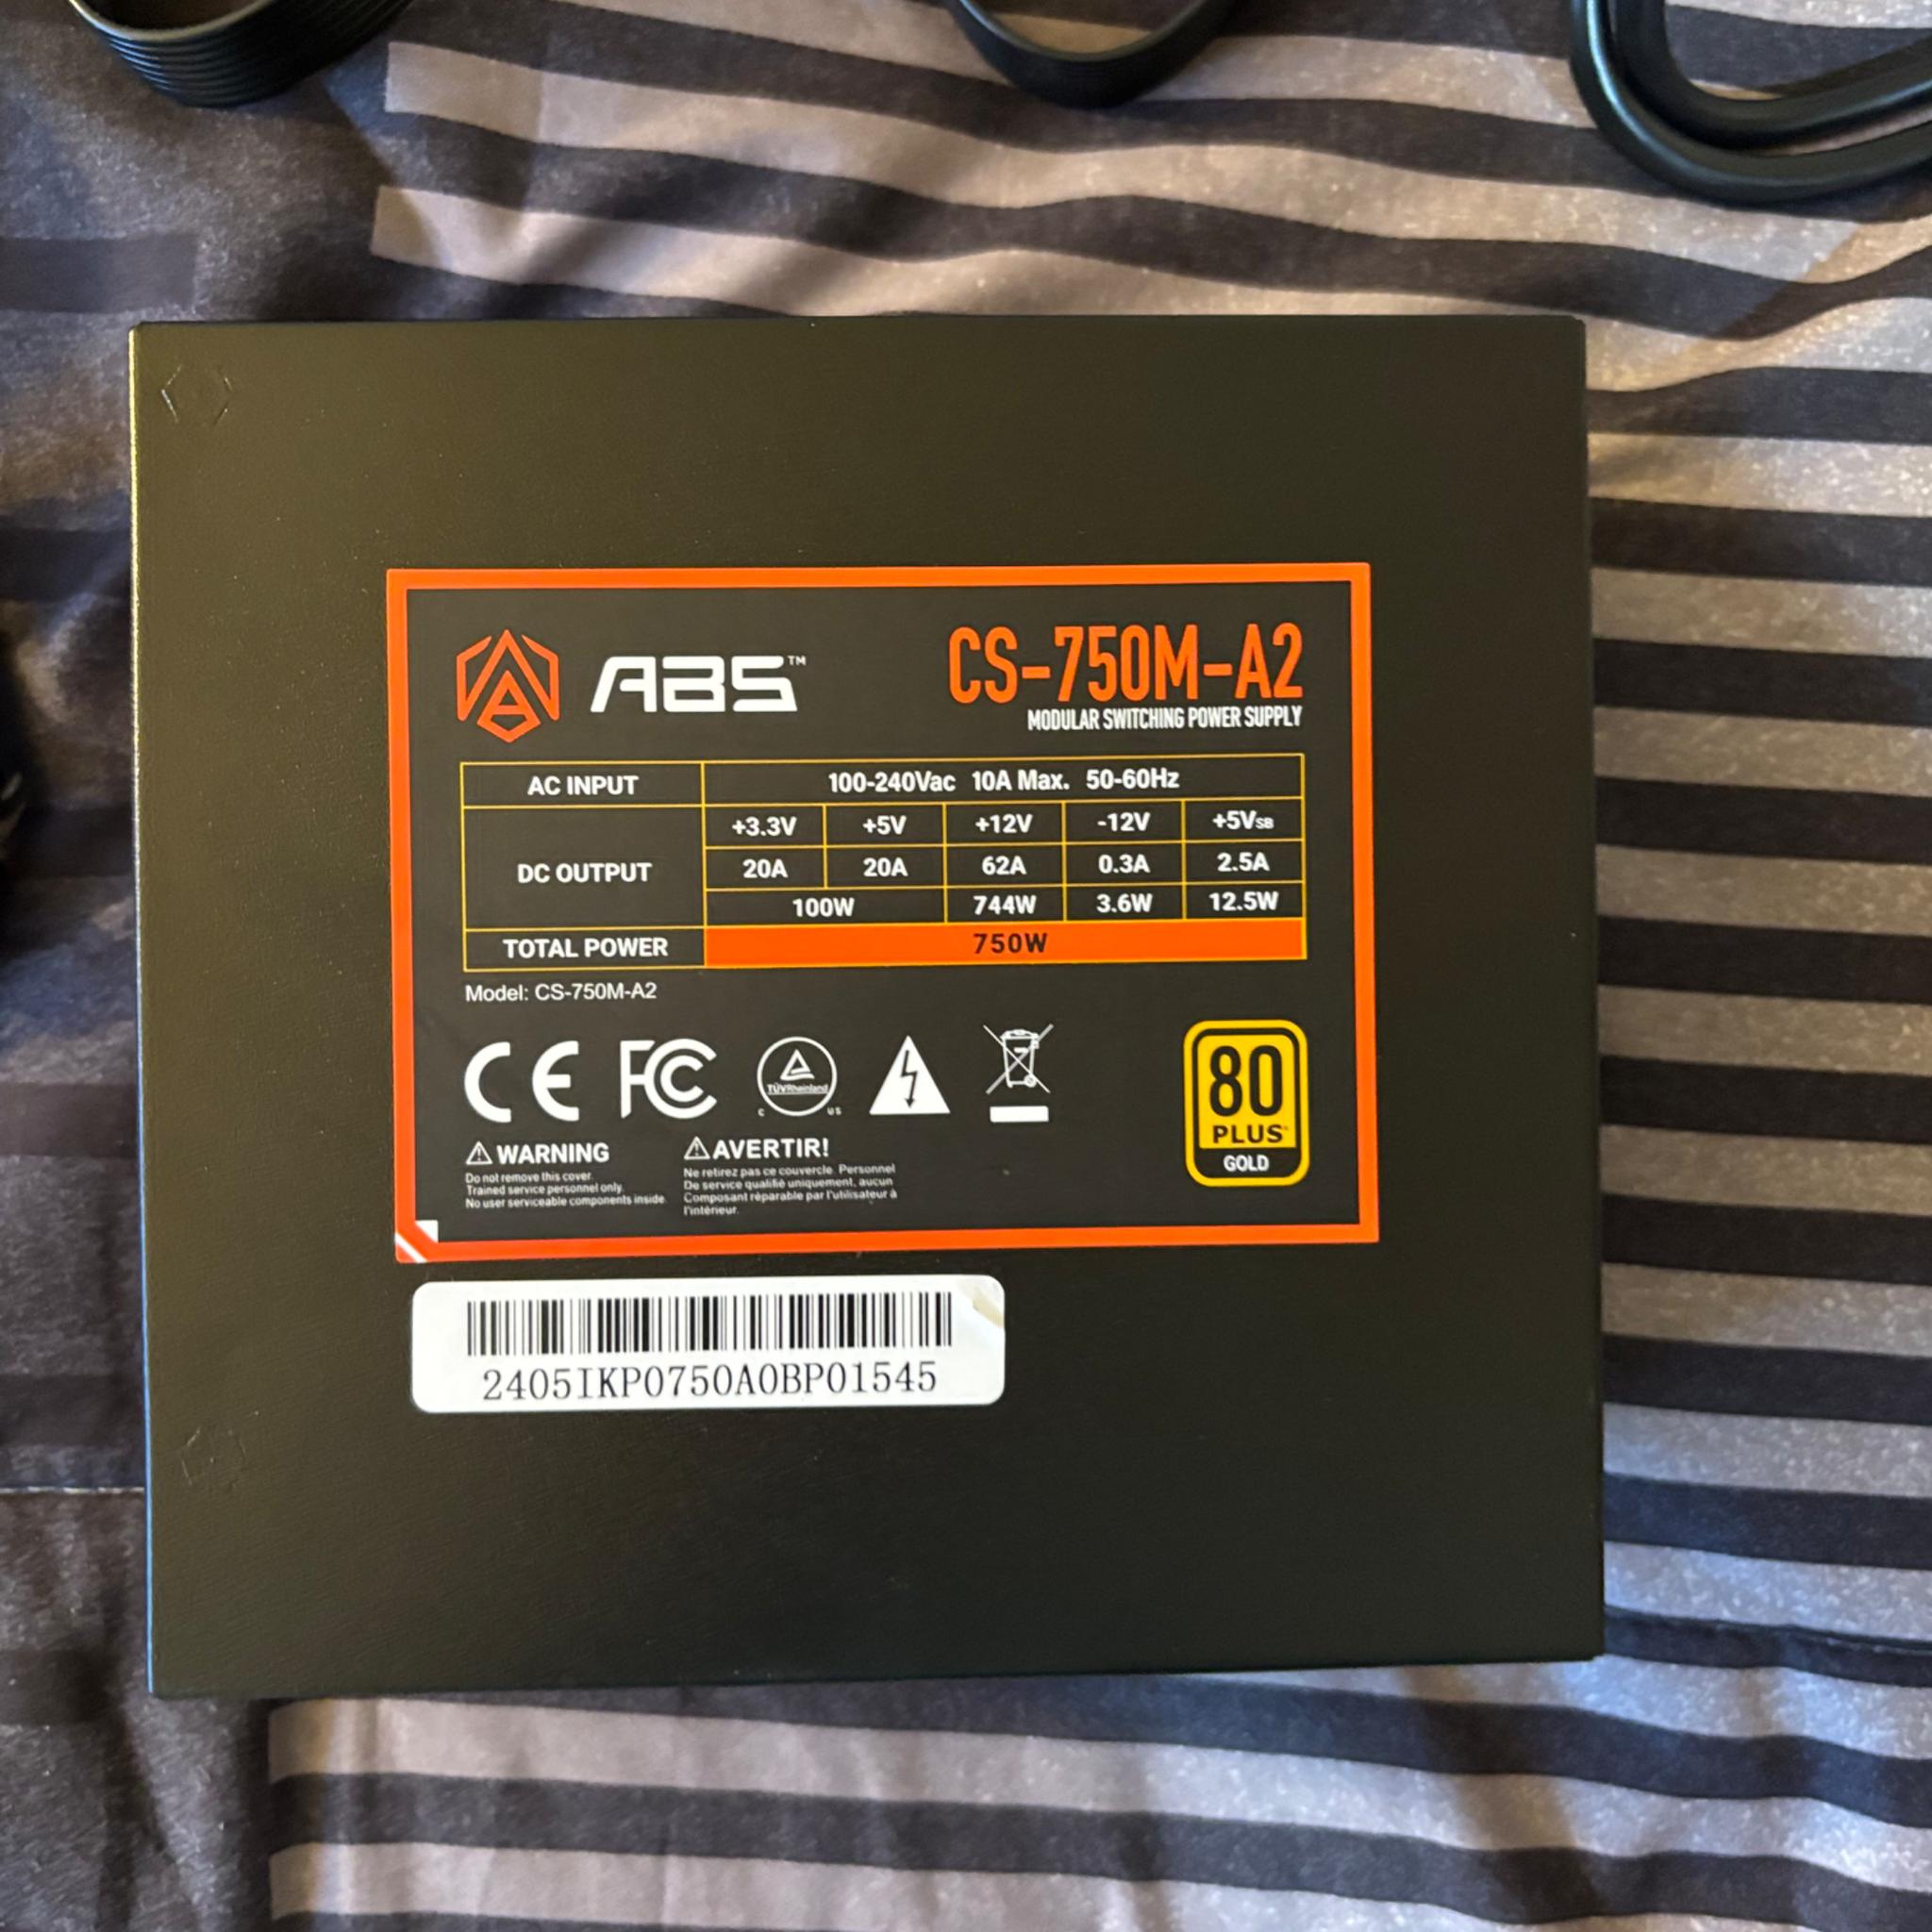 ABS™
CS-750M-A2
MODULAR SWITCHING POWER SUPPLY
AC INPUT 100-240Vac 10A Max. 50-60Hz
DC OUTPUT
+3.3V +5V +12V -12V +5VSB
20A 20A 62A 0.3A 2.5A
100W 744W 3.6W 12.5W
TOTAL POWER 750W
Model: CS-750M-A2
CE FC TÜVRheinland
C US
80
PLUS
GOLD
WARNING
Do not remove this cover.
Trained service personnel only.
No user serviceable components inside.
AVERTIR!
Ne retirez pas ce couvercle. Personnel
De service qualifié uniquement, aucun
Composant réparable par l'utilisateur à
l'intérieur.
2405IKP0750A0BP01545